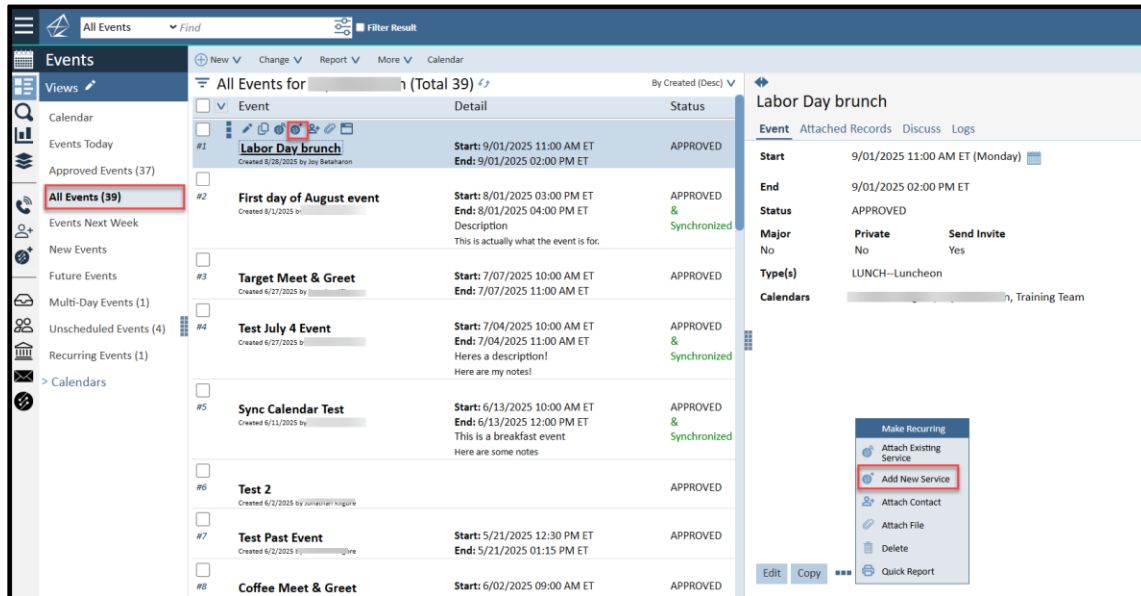 All Events
Find
Filter Result
Events
New
Change
Report
More
Calendar
Views
All Events for
(Total 39)
By Created (Desc)
Event
Detail
Status
Calendar
Events Today
Approved Events (37)
All Events (39)
Events Next Week
New Events
Future Events
Multi-Day Events (1)
Unscheduled Events (4)
Recurring Events (1)
> Calendars
#1
Labor Day brunch
Created 8/28/2025 by Joy Betaharon
Start: 9/01/2025 11:00 AM ET
End: 9/01/2025 02:00 PM ET
APPROVED
#2
First day of August event
Created 8/1/2025 by
Start: 8/01/2025 03:00 PM ET
End: 8/01/2025 04:00 PM ET
Description
This is actually what the event is for.
APPROVED
&
Synchronized
#3
Target Meet & Greet
Created 6/27/2025 by
Start: 7/07/2025 10:00 AM ET
End: 7/07/2025 11:00 AM ET
APPROVED
#4
Test July 4 Event
Created 6/27/2025
Start: 7/04/2025 10:00 AM ET
End: 7/04/2025 11:00 AM ET
Heres a description!
Here are my notes!
APPROVED
&
Synchronized
#5
Sync Calendar Test
Created 6/11/2025 by
Start: 6/13/2025 10:00 AM ET
End: 6/13/2025 12:00 PM ET
This is a breakfast event
Here are some notes
APPROVED
&
Synchronized
#6
Test 2
Created 6/2/2025 by
APPROVED
#7
Test Past Event
Created 6/2/2025
Start: 5/21/2025 12:30 PM ET
End: 5/21/2025 01:15 PM ET
APPROVED
#8
Coffee Meet & Greet
Start: 6/02/2025 09:00 AM ET
APPROVED
Labor Day brunch
Event Attached Records Discuss Logs
Start 9/01/2025 11:00 AM ET (Monday)
End 9/01/2025 02:00 PM ET
Status APPROVED
Major Private Send Invite
No No Yes
Type(s) LUNCH--Luncheon
Calendars , Training Team
Make Recurring
Attach Existing
Service
Add New Service
Attach Contact
Attach File
Delete
Quick Report
Edit Copy